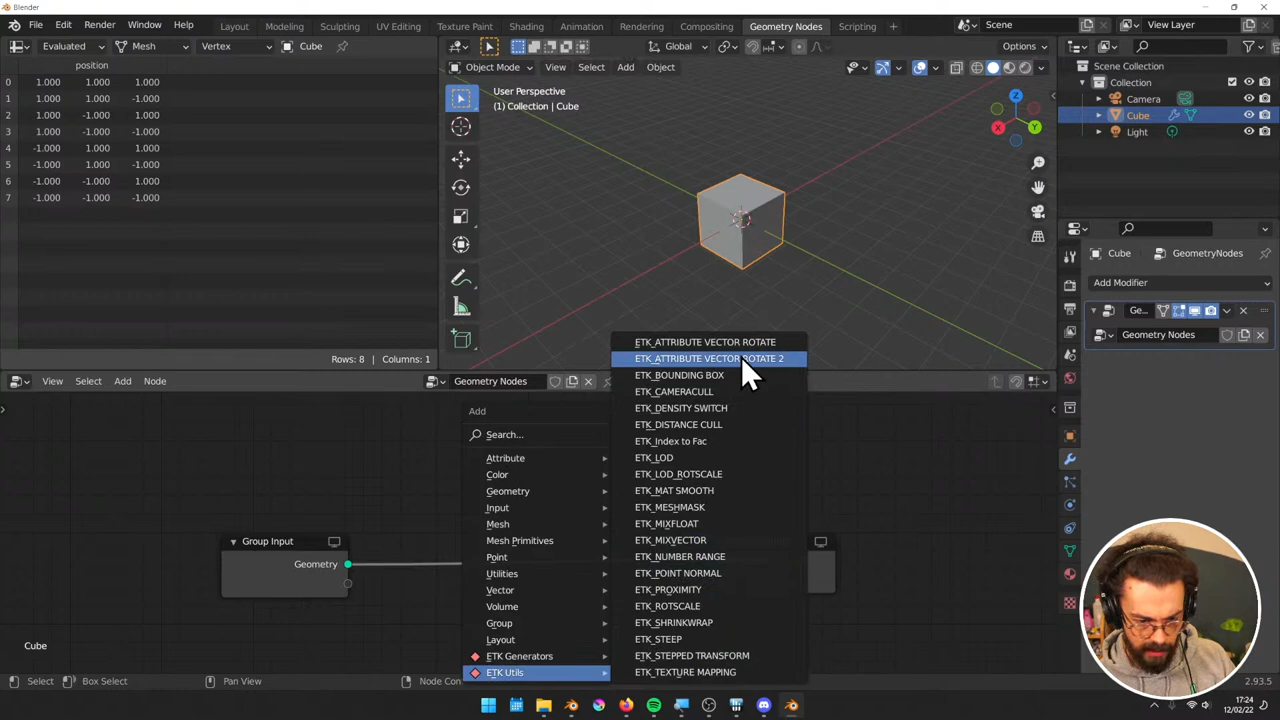 Blender
File Edit Render Window Help Layout Modeling Sculpting UV Editing Texture Paint Shading Animation Rendering Compositing Geometry Nodes Scripting + Scene View Layer
Evaluated Mesh Vertex Cube Global Options
position
Object Mode View Select Add Object
0 1.000 1.000 1.000
1 1.000 1.000 -1.000
2 1.000 -1.000 1.000
3 1.000 -1.000 -1.000
4 -1.000 1.000 1.000
5 -1.000 1.000 -1.000
6 -1.000 -1.000 1.000
7 -1.000 -1.000 -1.000
User Perspective
(1) Collection | Cube
Z
X
Y
Rows: 8 | Columns: 1
Scene Collection
Collection
Camera
Cube
Light
Cube GeometryNodes
Add Modifier
Ge...
Geometry Nodes
View Select Add Node Geometry Nodes
Group Input
Geometry
Cube
Add
Search...
Attribute
Color
Geometry
Input
Mesh
Mesh Primitives
Point
Utilities
Vector
Volume
Group
Layout
ETK Generators
ETK Utils
ETK_ATTRIBUTE VECTOR ROTATE
ETK_ATTRIBUTE VECTOR ROTATE 2
ETK_BOUNDING BOX
ETK_CAMERACULL
ETK_DENSITY SWITCH
ETK_DISTANCE CULL
ETK_Index to Fac
ETK_LOD
ETK_LOD_ROTSCALE
ETK_MAT SMOOTH
ETK_MESHMASK
ETK_MIXFLOAT
ETK_MIXVECTOR
ETK_NUMBER RANGE
ETK_POINT NORMAL
ETK_PROXIMITY
ETK_ROTSCALE
ETK_SHRINKWRAP
ETK_STEEP
ETK_STEPPED TRANSFORM
ETK_TEXTURE MAPPING
Select Box Select Pan View Node Con 2.93.5
17:24
12/02/22